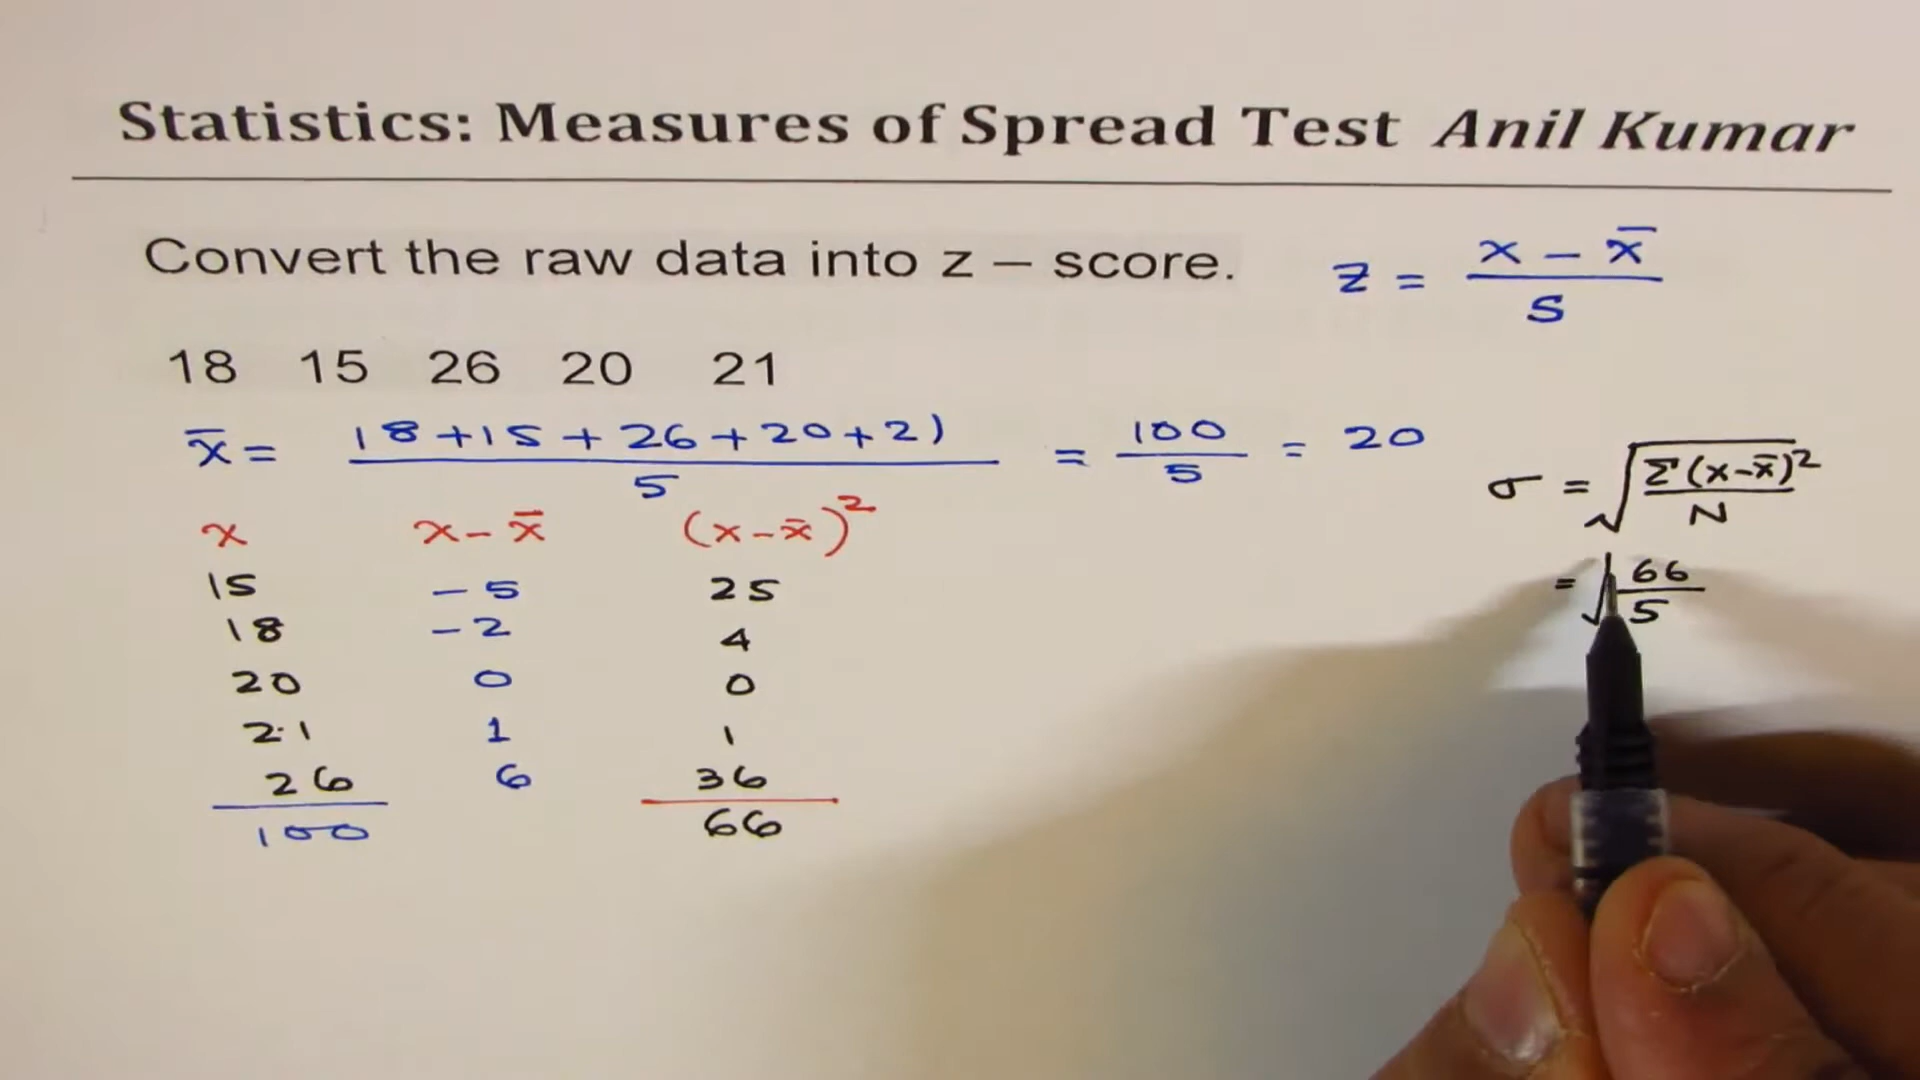 Statistics: Measures of Spread Test Anil Kumar
Convert the raw data into z – score. z = (x - x̄)/s
18 15 26 20 21
x̄ = (18+15+26+20+21)/5 = 100/5 = 20
σ = √(Σ(x-x̄)²/N)
= √(66/5)
x x-x̄ (x-x̄)²
15 -5 25
18 -2 4
20 0 0
21 1 1
26 6 36
100 66